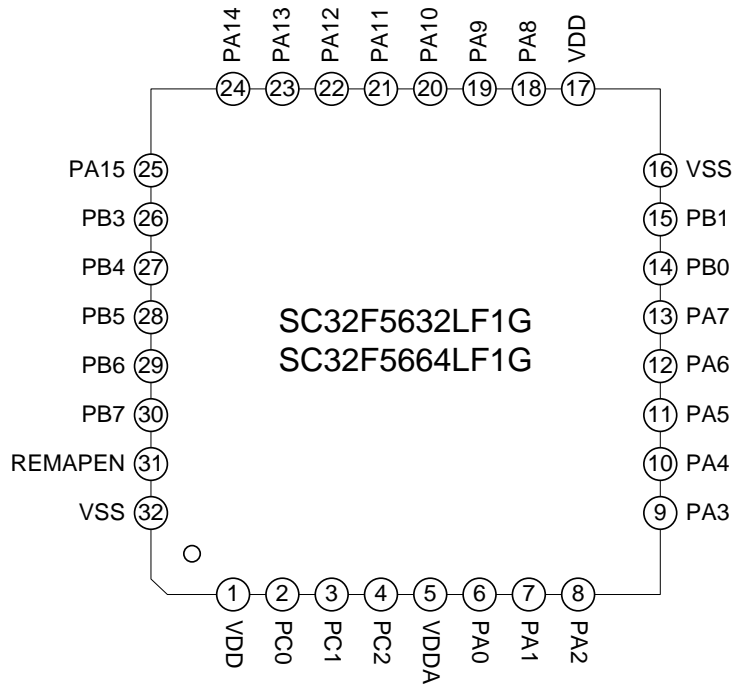 PA14 PA13 PA12 PA11 PA10 PA9 PA8 VDD
24 23 22 21 20 19 18 17
PA15 25 16 VSS
PB3 26 15 PB1
PB4 27 14 PB0
PB5 28 13 PA7
SC32F5632LF1G
SC32F5664LF1G
PB6 29 12 PA6
PB7 30 11 PA5
REMAPEN 31 10 PA4
VSS 32 9 PA3
1 2 3 4 5 6 7 8
VDD PC0 PC1 PC2 VDDA PA0 PA1 PA2